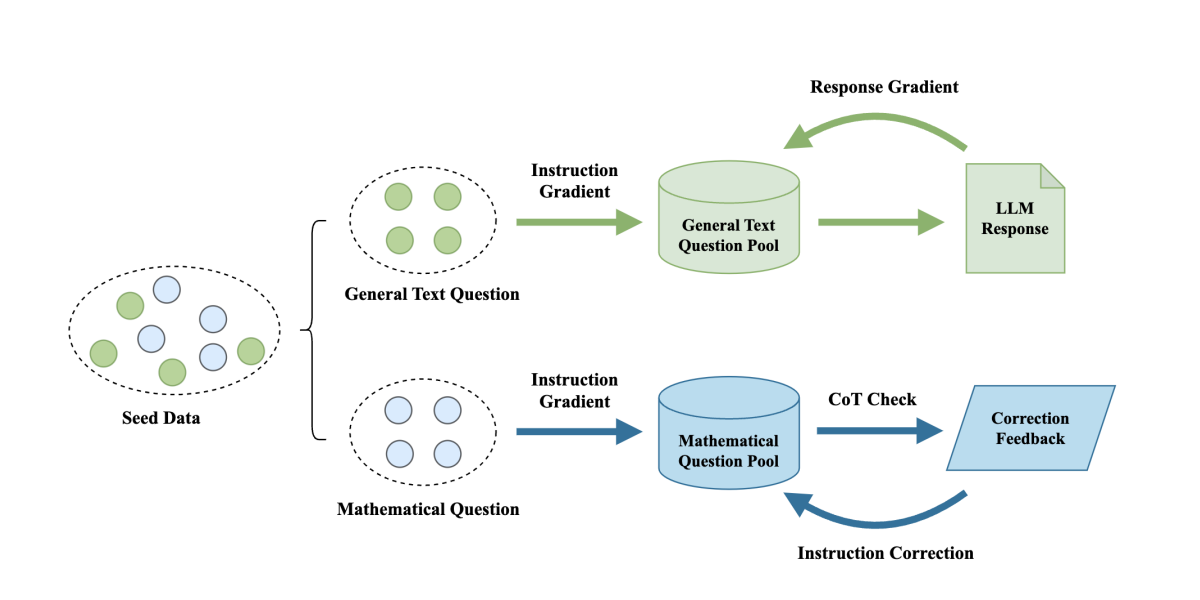 Response Gradient
Instruction
Gradient
General Text
Question Pool
LLM
Response
General Text Question
Seed Data
Instruction
Gradient
Mathematical
Question Pool
CoT Check
Correction
Feedback
Mathematical Question
Instruction Correction